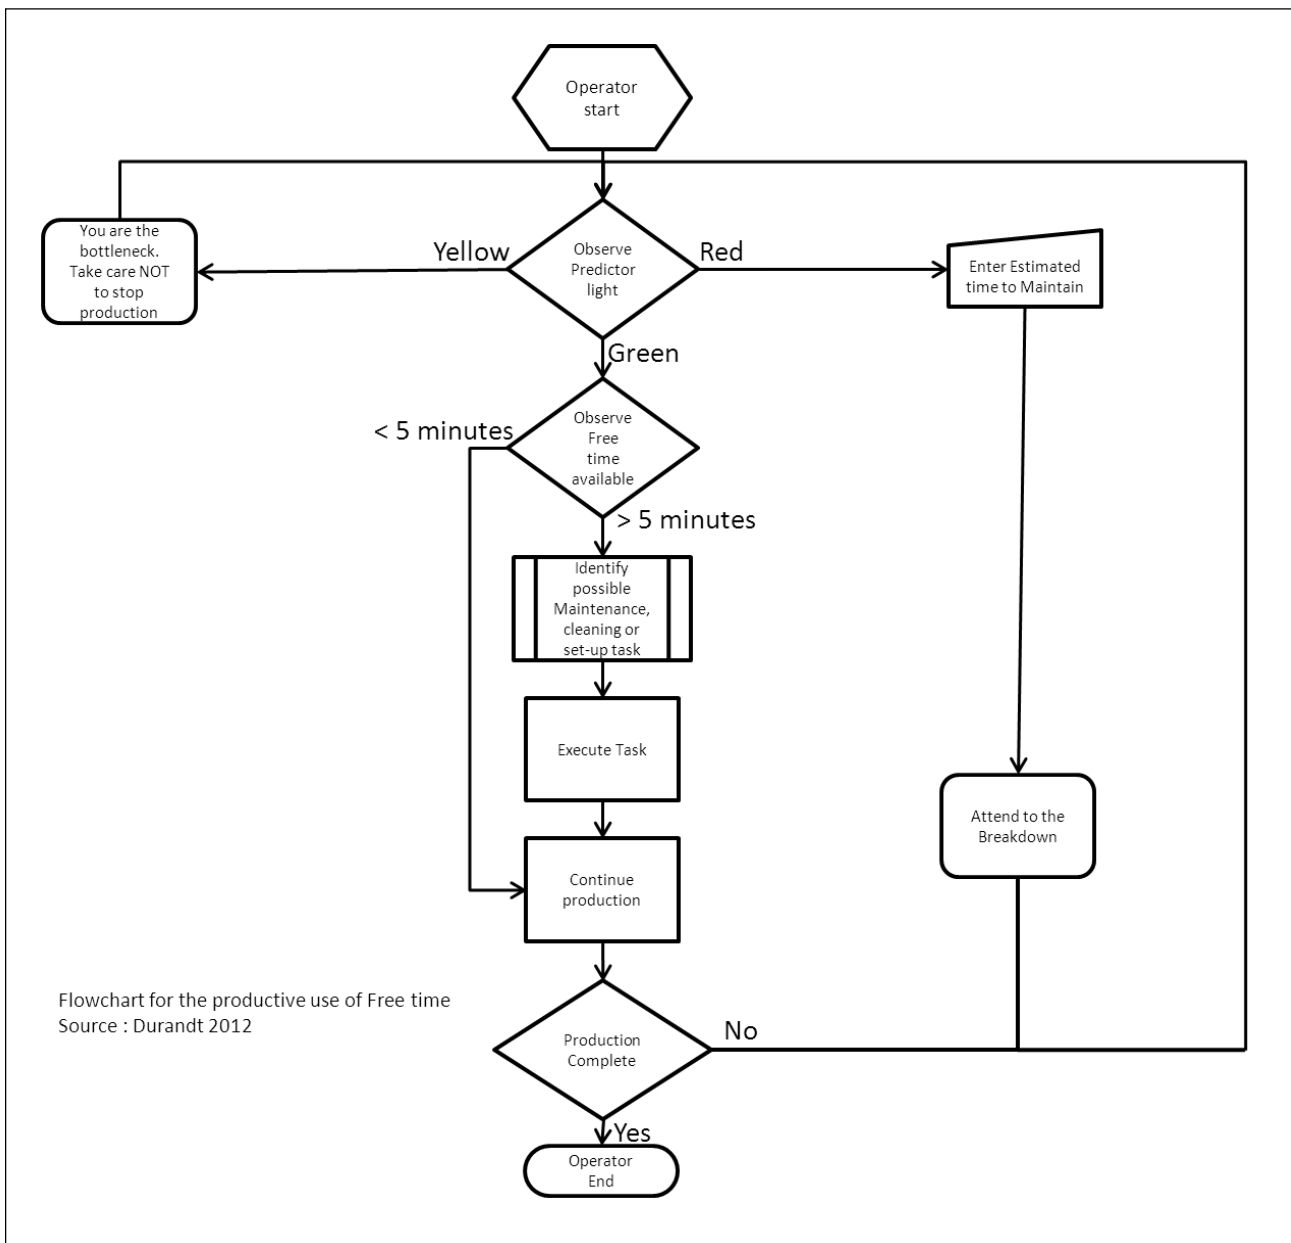 Operator
start
You are the
bottleneck.
Take care NOT
to stop
production
Yellow
Observe
Predictor
light
Red
Enter Estimated
time to Maintain
Green
< 5 minutes
Observe
Free
time
available
> 5 minutes
Identify
possible
Maintenance,
cleaning or
set-up task
Execute Task
Attend to the
Breakdown
Continue
production
Flowchart for the productive use of Free time
Source : Durandt 2012
Production
Complete
No
Yes
Operator
End